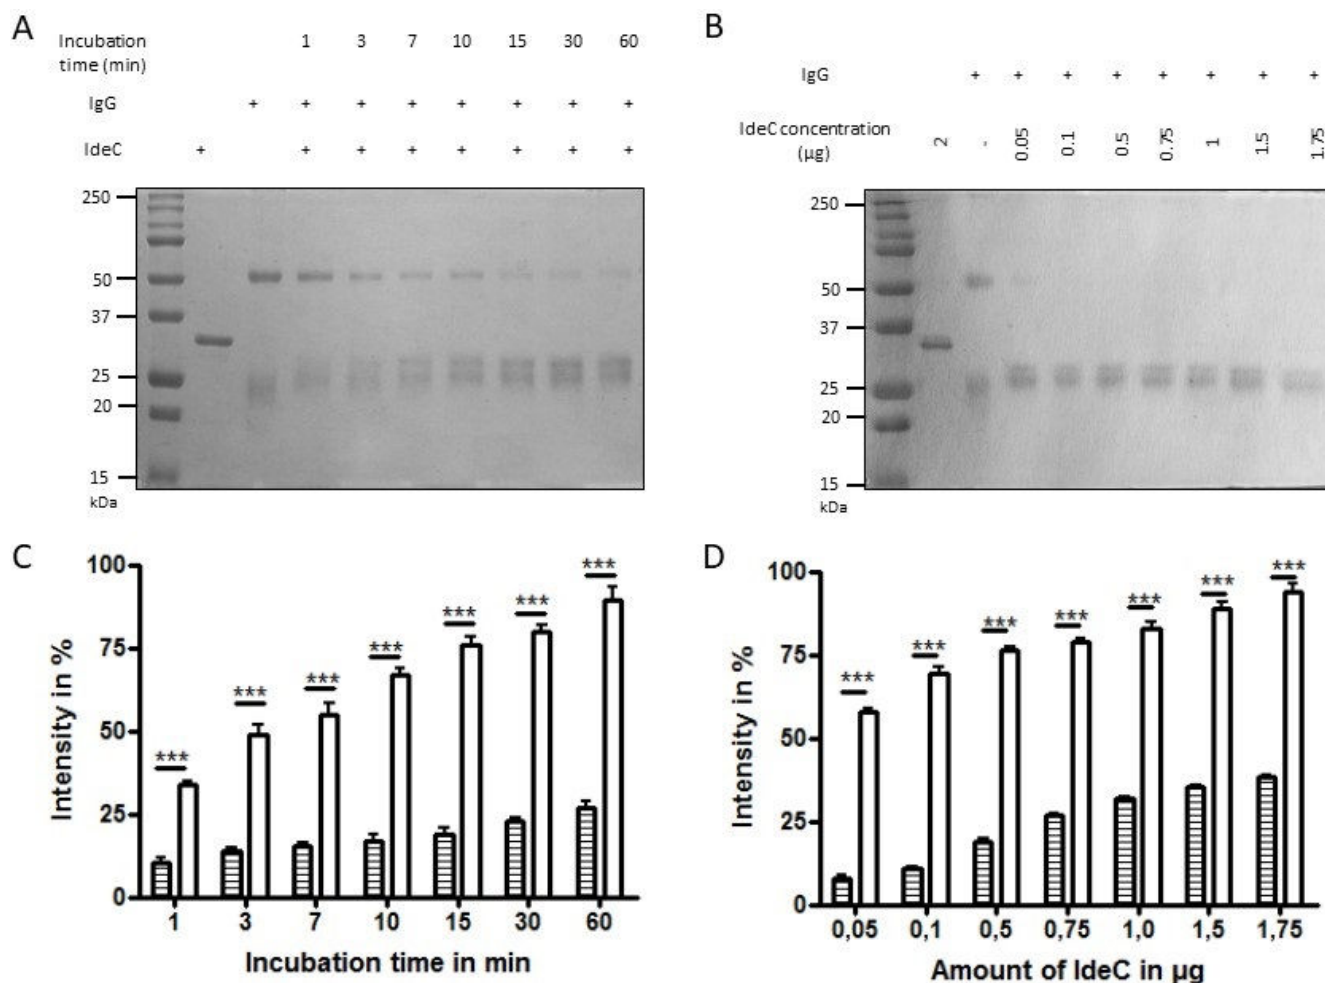 A
Incubation time (min) 1 3 7 10 15 30 60
IgG + + + + + + + +
IdeC + + + + + + + +
250
50
37
25
20
15
kDa
B
IgG + + + + + + + +
IdeC concentration (µg) 2 - 0.05 0.1 0.5 0.75 1 1.5 1.75
250
50
37
25
20
15
kDa
C
Intensity in %
100
75
50
25
0
*** *** *** *** *** *** ***
1 3 7 10 15 30 60
Incubation time in min
D
Intensity in %
100
75
50
25
0
*** *** *** *** *** *** ***
0,05 0,1 0,5 0,75 1,0 1,5 1,75
Amount of IdeC in µg